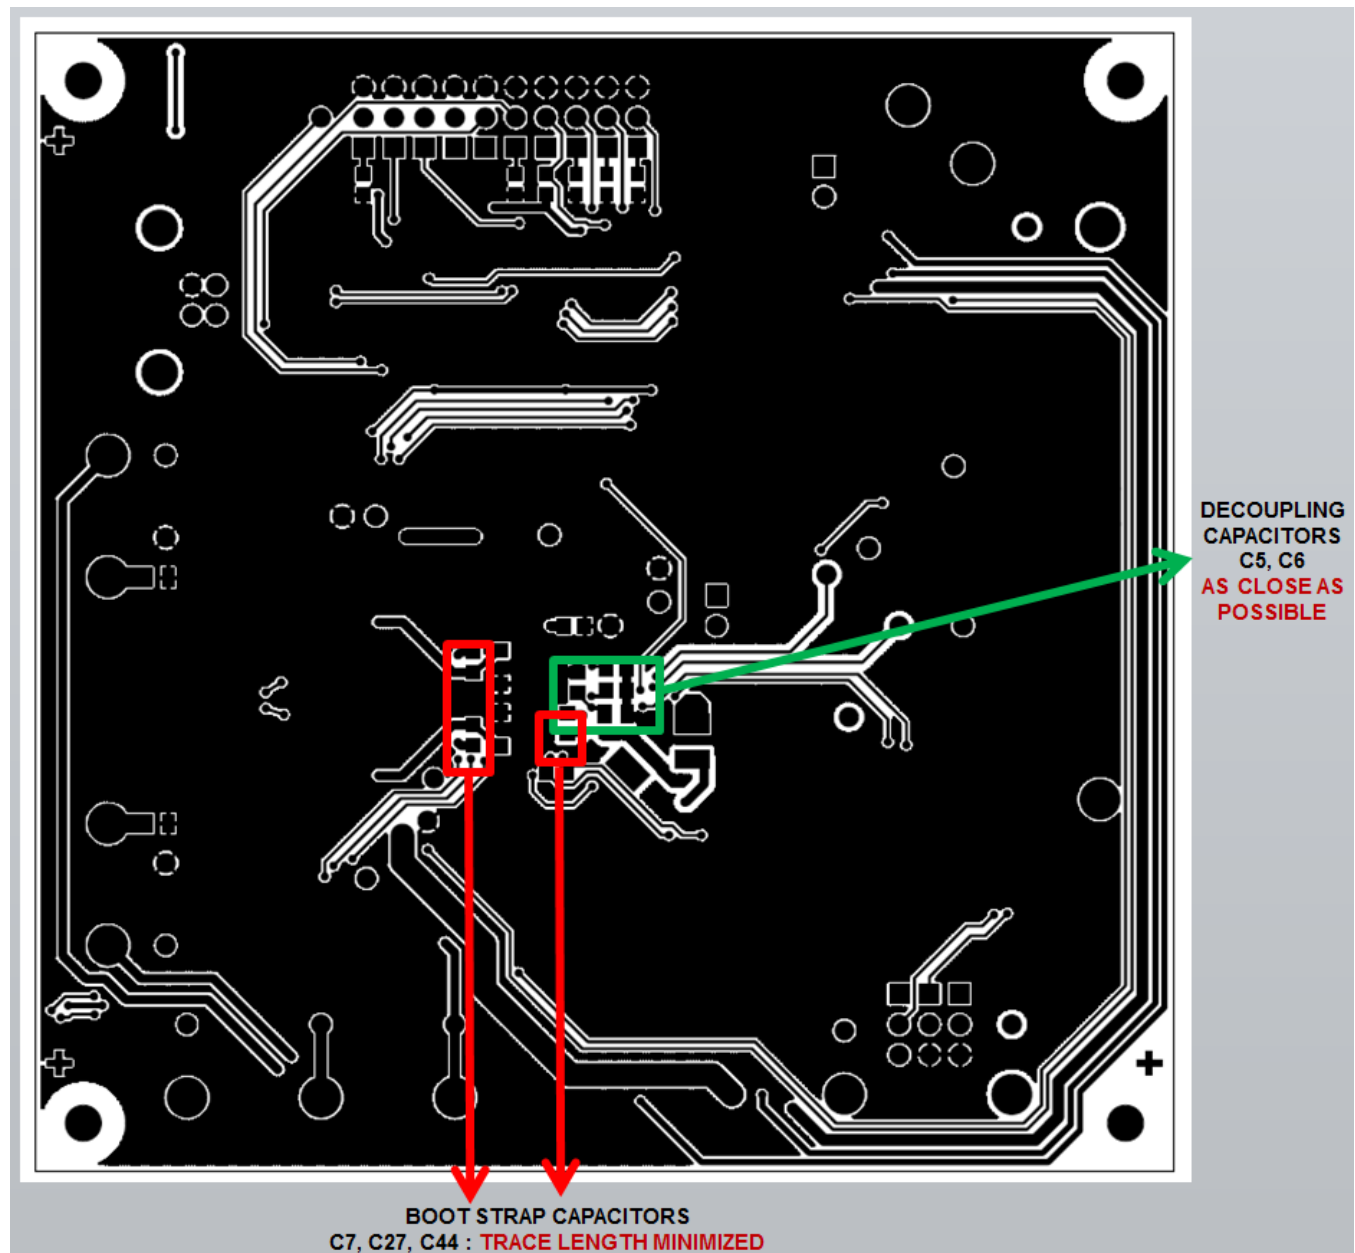 DECOUPLING
CAPACITORS
C5, C6
AS CLOSE AS
POSSIBLE
BOOT STRAP CAPACITORS
C7, C27, C44 : TRACE LENGTH MINIMIZED